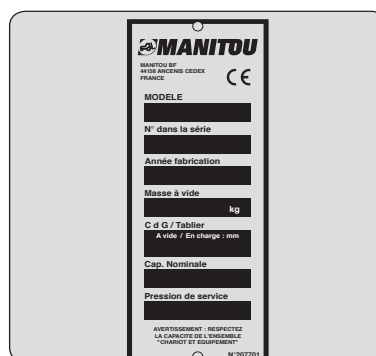 MANITOU
MANITOU BF
44158 ANCENIS CEDEX
FRANCE
CE
MODELE
N° dans la série
Année fabrication
Masse à vide
kg
C d G / Tablier
A vide / En charge : mm
Cap. Nominale
Pression de service
AVERTISSEMENT : RESPECTEZ
LA CAPACITE DE L'ENSEMBLE
"CHARIOT ET EQUIPEMENT"
N°207701